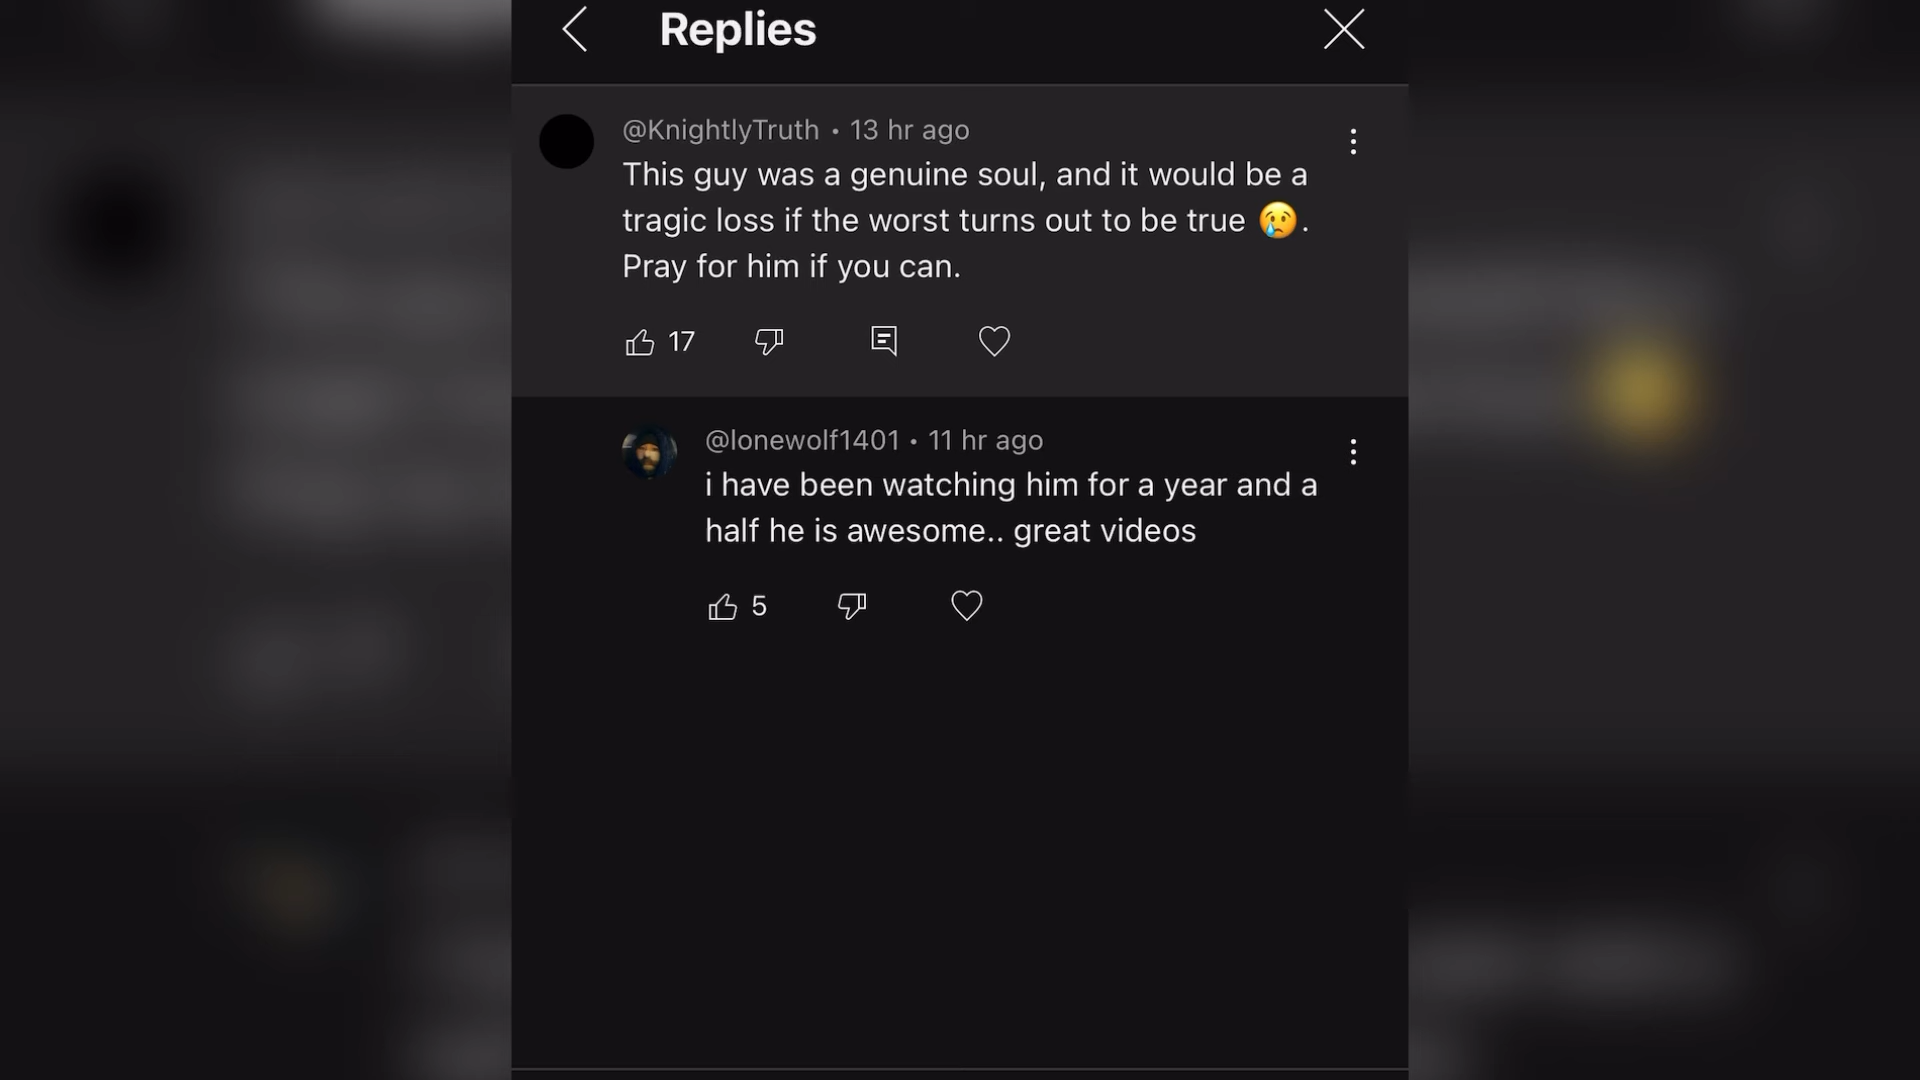 Replies
@KnightlyTruth • 13 hr ago
This guy was a genuine soul, and it would be a
tragic loss if the worst turns out to be true 😢.
Pray for him if you can.
17
@lonewolf1401 • 11 hr ago
i have been watching him for a year and a
half he is awesome.. great videos
5